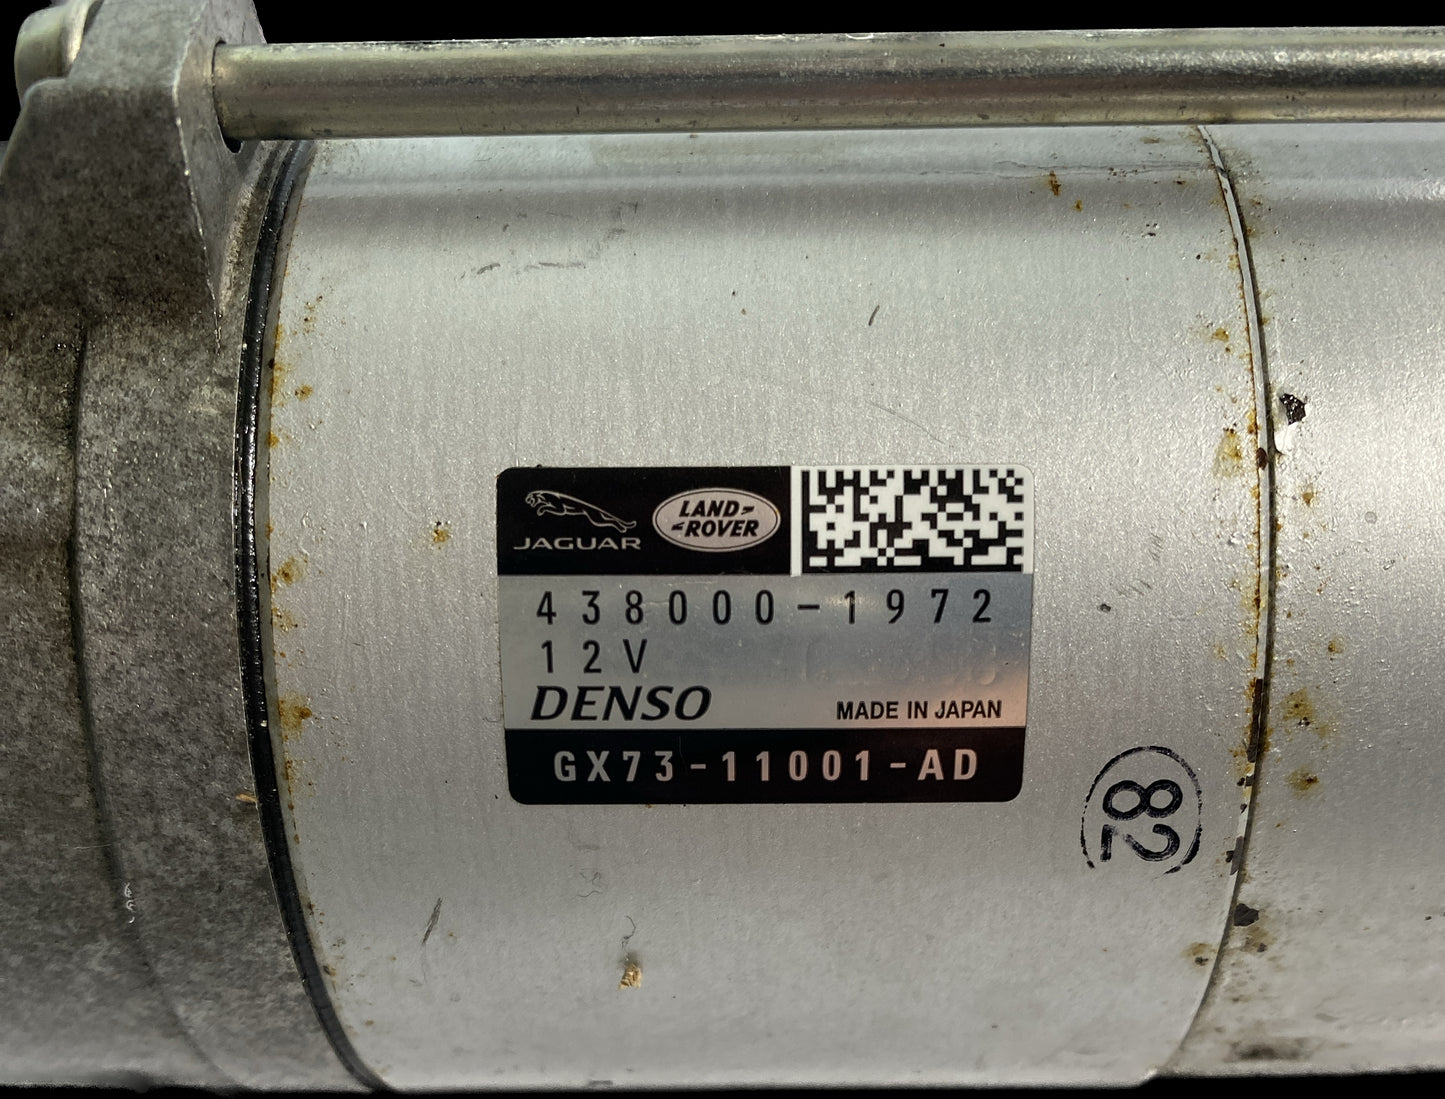 JAGUAR
LAND
ROVER
438000-1972
12V
DENSO
MADE IN JAPAN
GX73-11001-AD
82